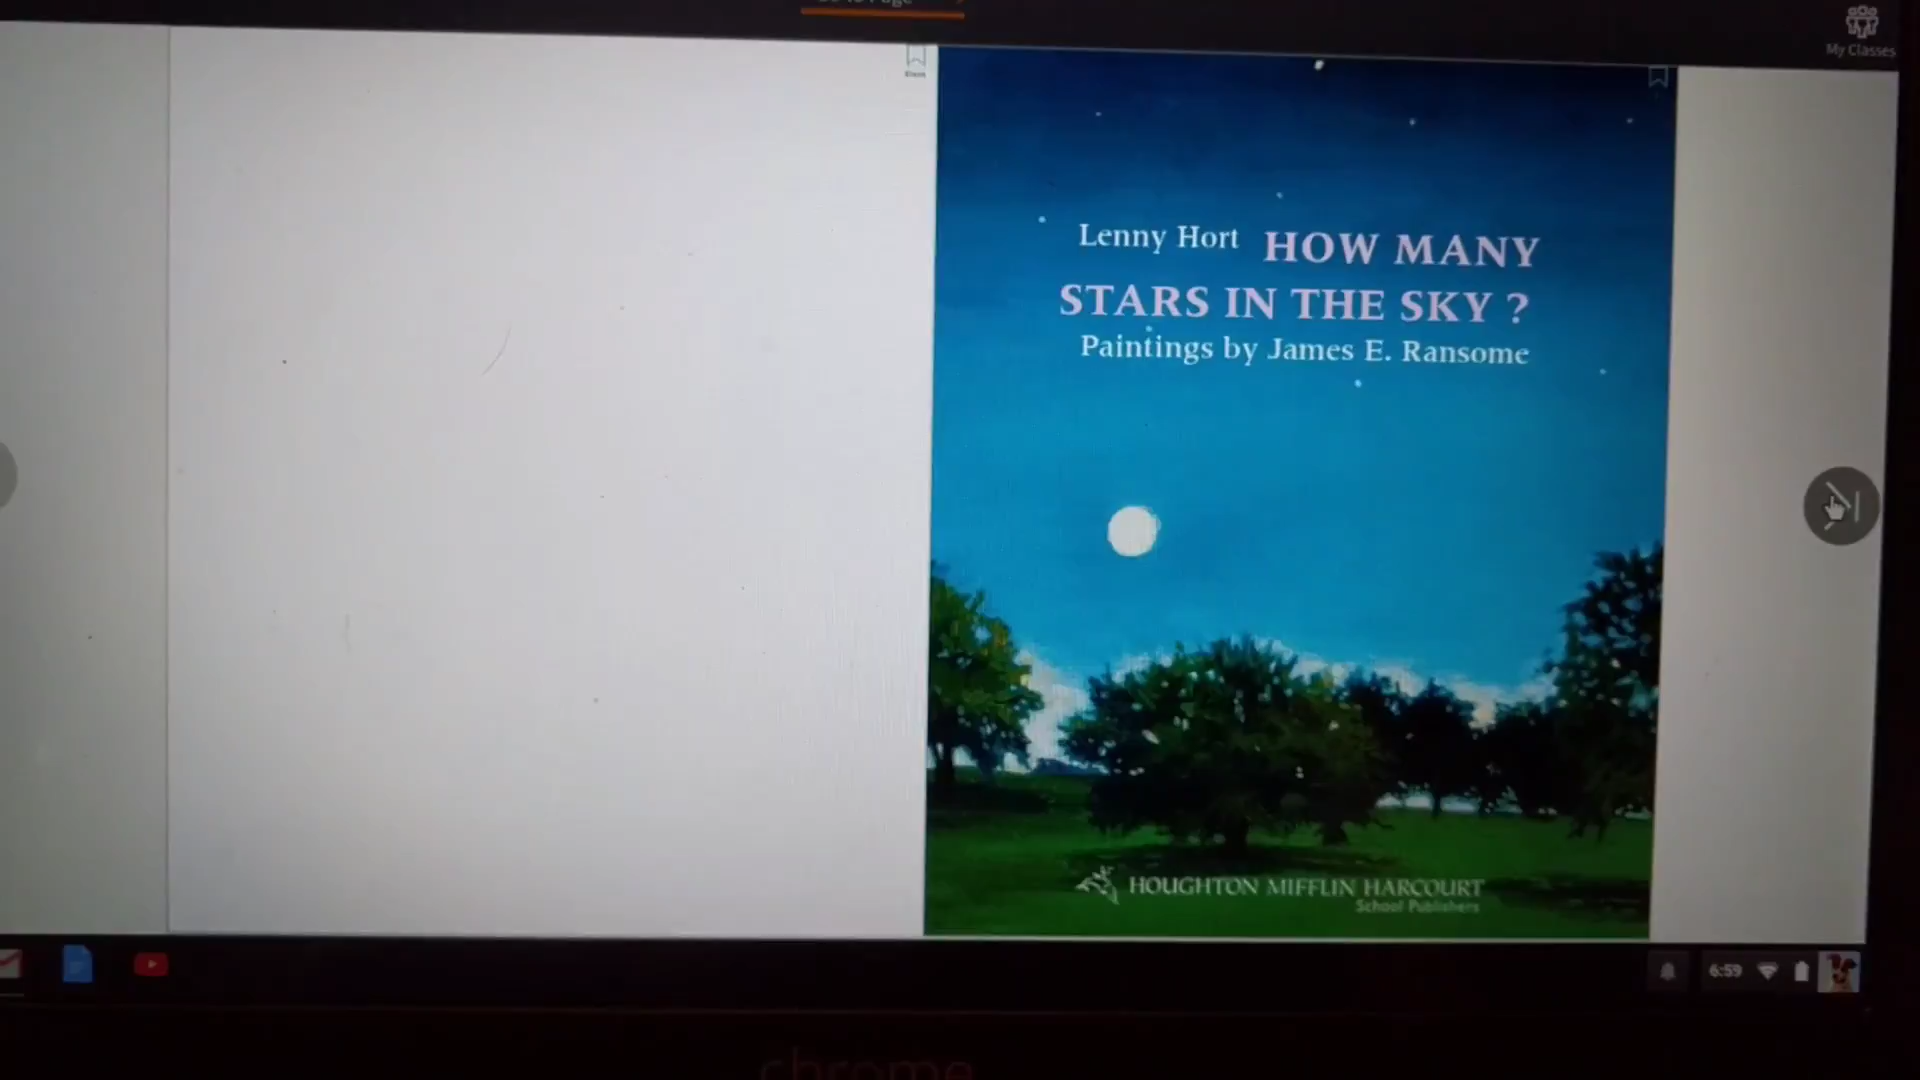 My Classes
Lenny Hort HOW MANY
STARS IN THE SKY ?
Paintings by James E. Ransome
HOUGHTON MIFFLIN HARCOURT
School Publishers
6:59
chrome